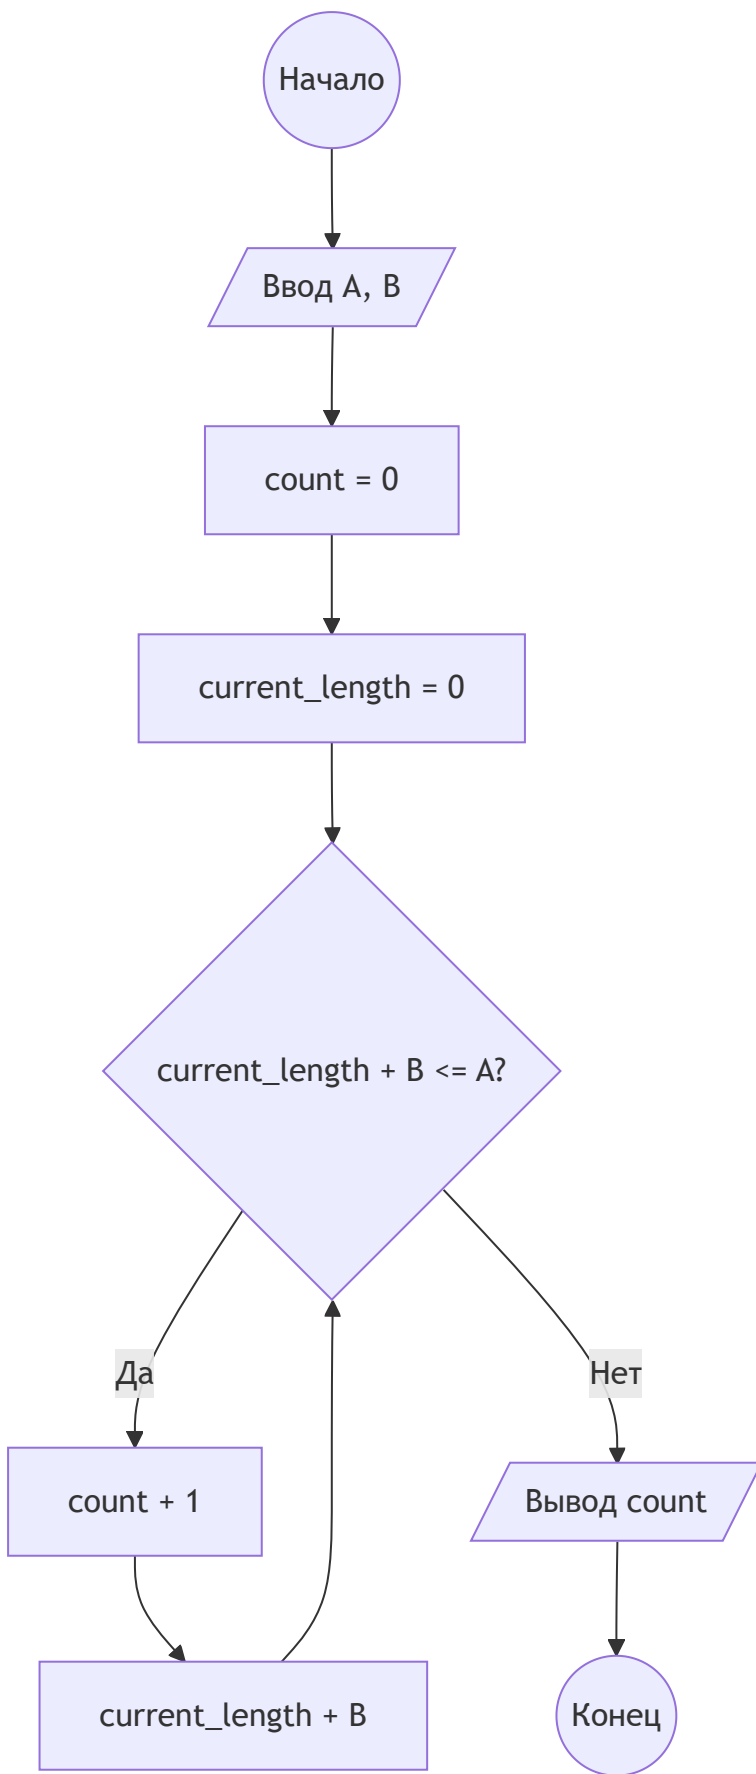 Начало
Ввод A, B
count = 0
current_length = 0
current_length + B <= A?
Да
Нет
count + 1
Вывод count
current_length + B
Конец